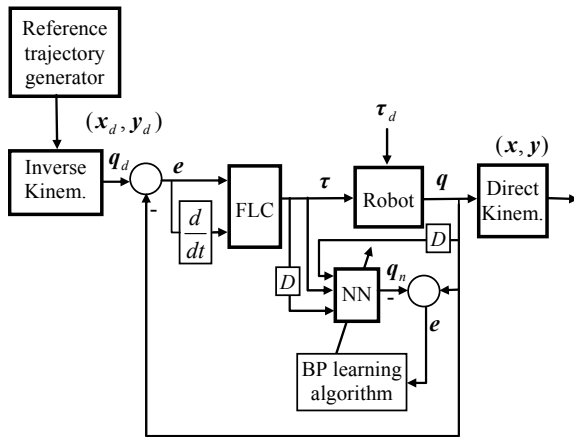 Reference
trajectory
generator
(x_d, y_d)
Inverse
Kinem.
q_d
e
-
d
dt
FLC
τ
τ_d
Robot
q
(x, y)
Direct
Kinem.
D
D
NN
q_n
-
e
BP learning
algorithm